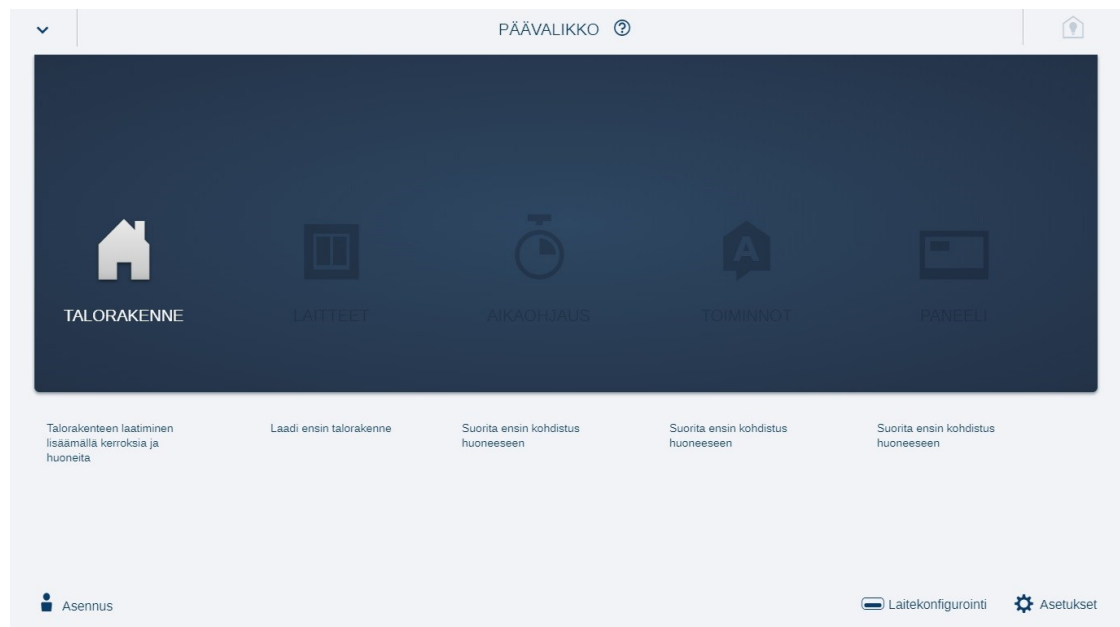 PÄÄVALIKKO
TALORAKENNE
LAITTEET
AIKAOHJAUS
TOIMINNOT
PANEELI
Talorakenteen laatiminen
lisäämällä kerroksia ja
huoneita
Laadi ensin talorakenne
Suorita ensin kohdistus
huoneeseen
Suorita ensin kohdistus
huoneeseen
Suorita ensin kohdistus
huoneeseen
Asennus
Laitekonfigurointi
Asetukset